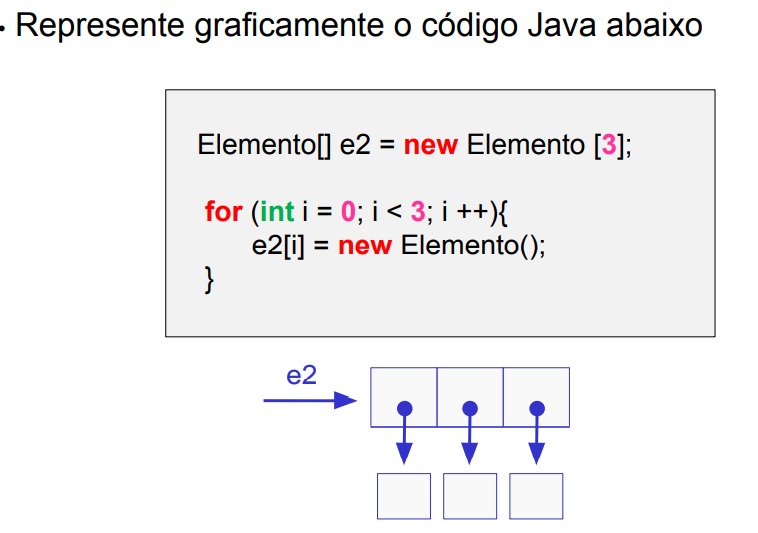 • Represente graficamente o código Java abaixo
Elemento[] e2 = new Elemento [3];
for (int i = 0; i < 3; i ++){
e2[i] = new Elemento();
}
e2